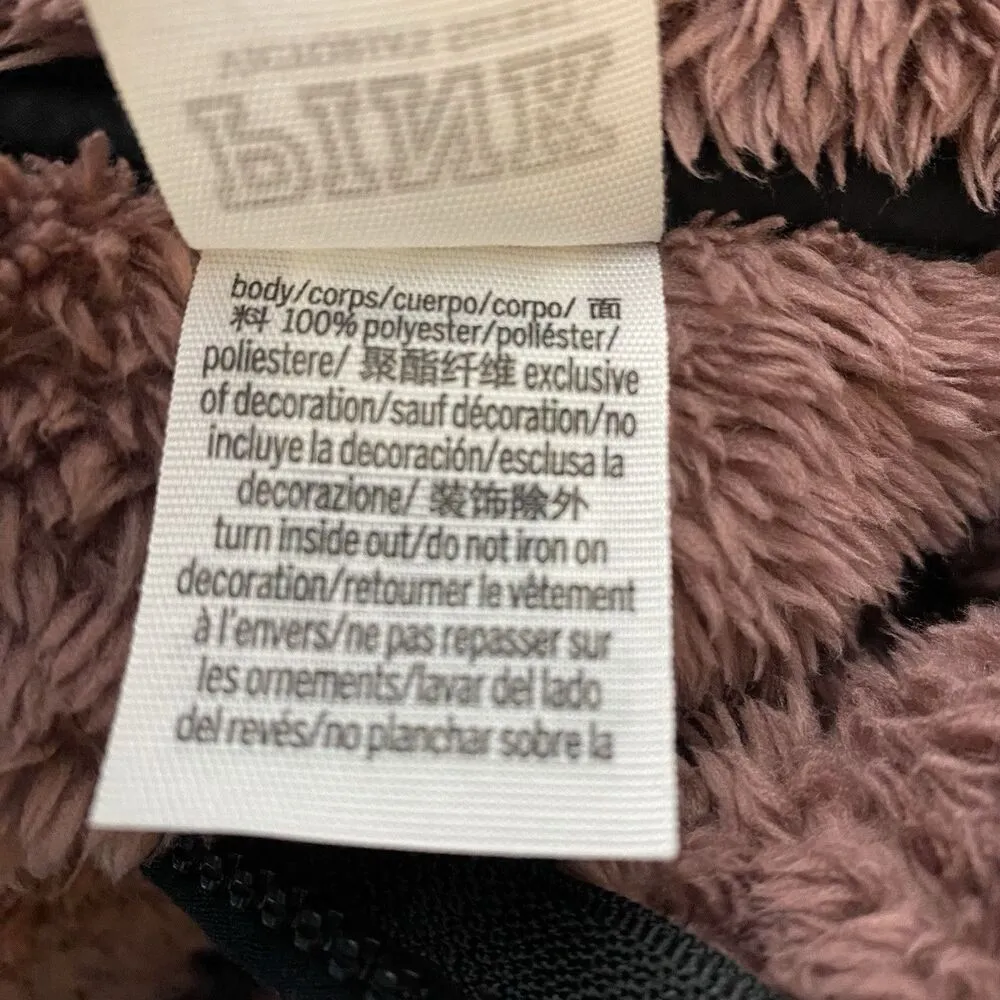 VICTORIA'S SECRET
PINK
body/corps/cuerpo/corpo/ 面
料 100% polyester/poliéster/
poliestere/ 聚酯纤维 exclusive
of decoration/sauf décoration/no
incluye la decoración/esclusa la
decorazione/ 装饰除外
turn inside out/do not iron on
decoration/retourner le vêtement
à l'envers/ne pas repasser sur
les ornements/lavar del lado
del revés/no planchar sobre la